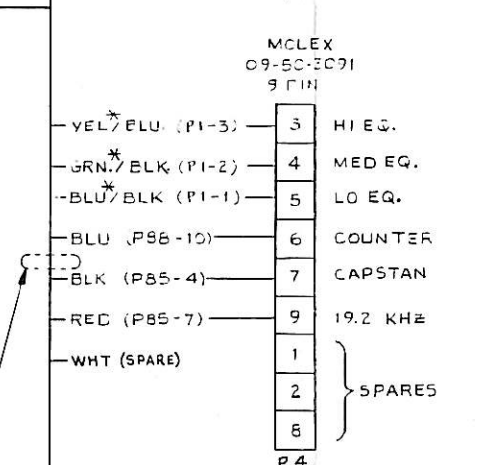 MCLEX
09-50-3091
9 PIN
YEL*/BLU. (P1-3) 3 HI EQ.
GRN.*/BLK. (P1-2) 4 MED EQ.
BLU*/BLK (P1-1) 5 LO EQ.
BLU (P98-10) 6 COUNTER
BLK (P85-4) 7 CAPSTAN
RED (P85-7) 9 19.2 KHz
WHT (SPARE) 1
2 SPARES
8
P4